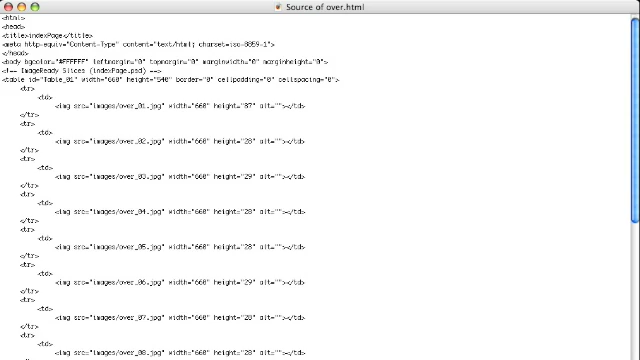 Source of over.html
<html>
<head>
<title>indexPage</title>
<meta http-equiv="Content-Type" content="text/html; charset=iso-8859-1">
</head>
<body bgcolor="#FFFFFF" leftmargin="0" topmargin="0" marginwidth="0" marginheight="0">
<!-- ImageReady Slices (indexPage.psd) -->
<table id="Table_01" width="660" height="540" border="0" cellpadding="0" cellspacing="0">
<tr>
<td>
<img src="images/over_01.jpg" width="660" height="87" alt=""></td>
</tr>
<tr>
<td>
<img src="images/over_02.jpg" width="660" height="28" alt=""></td>
</tr>
<tr>
<td>
<img src="images/over_03.jpg" width="660" height="29" alt=""></td>
</tr>
<tr>
<td>
<img src="images/over_04.jpg" width="660" height="28" alt=""></td>
</tr>
<tr>
<td>
<img src="images/over_05.jpg" width="660" height="28" alt=""></td>
</tr>
<tr>
<td>
<img src="images/over_06.jpg" width="660" height="29" alt=""></td>
</tr>
<tr>
<td>
<img src="images/over_07.jpg" width="660" height="28" alt=""></td>
</tr>
<tr>
<td>
<img src="images/over_08.jpg" width="660" height="28" alt=""></td>